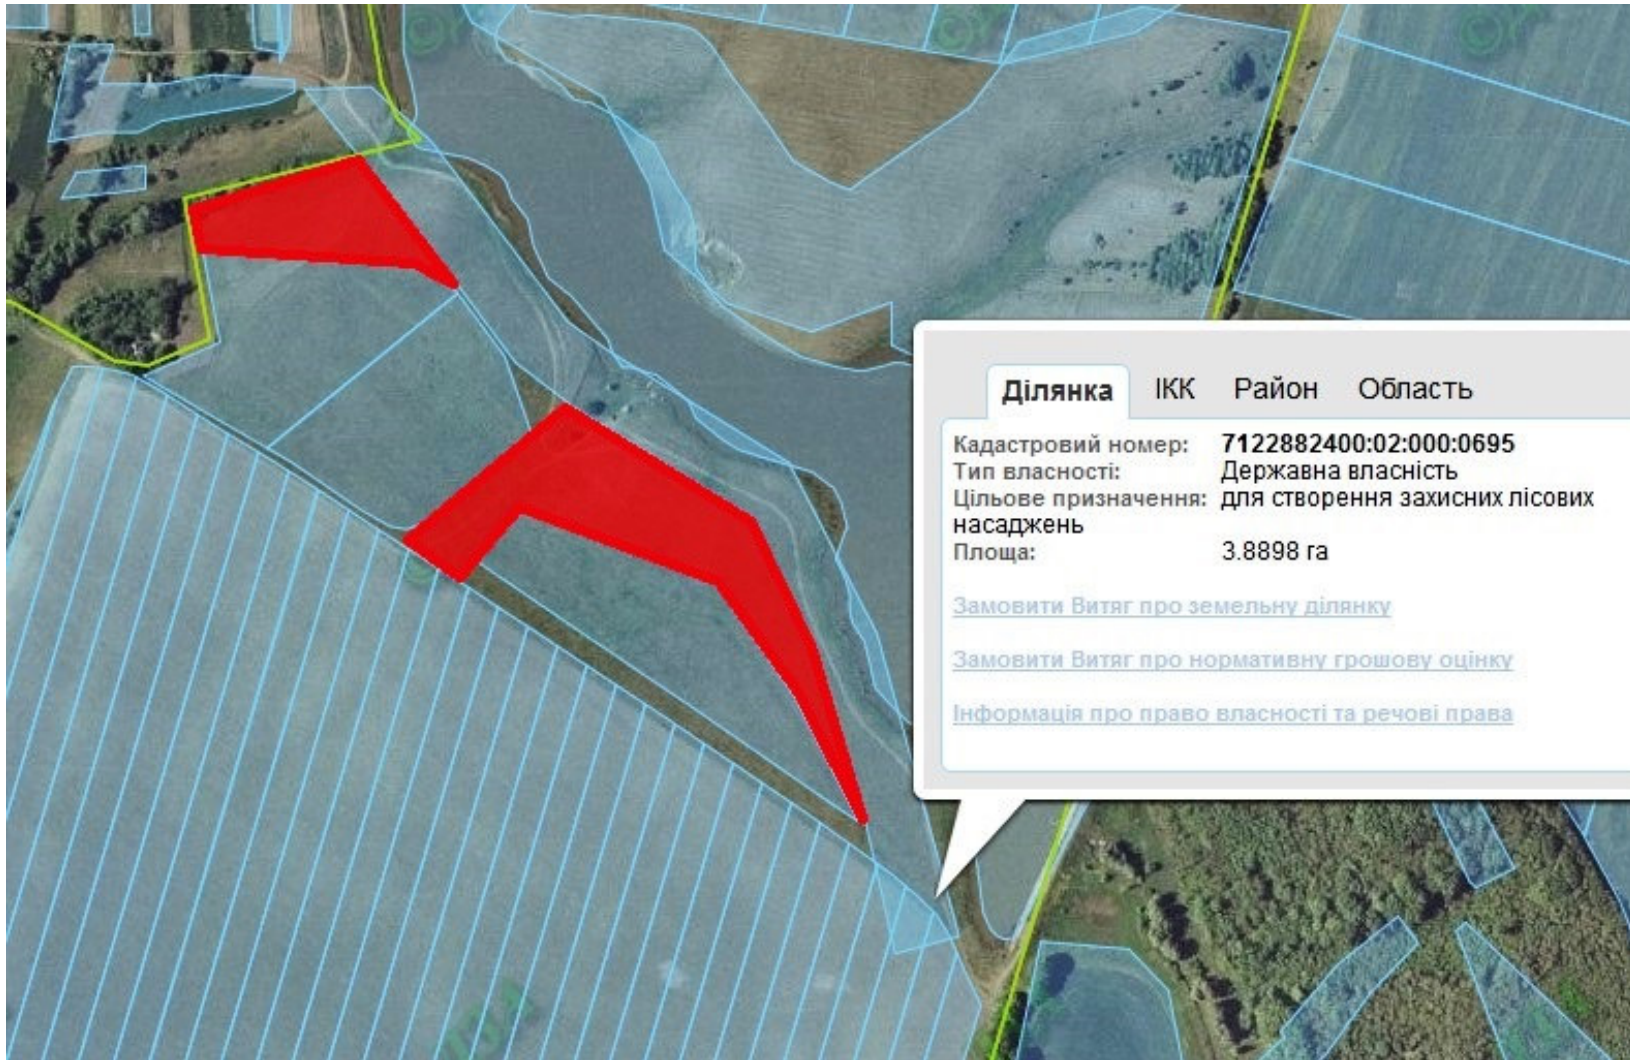 Ділянка ІКК Район Область
Кадастровий номер: 7122882400:02:000:0695
Тип власності: Державна власність
Цільове призначення: для створення захисних лісових
насаджень
Площа: 3.8898 га
Замовити Витяг про земельну ділянку
Замовити Витяг про нормативну грошову оцінку
Інформація про право власності та речові права